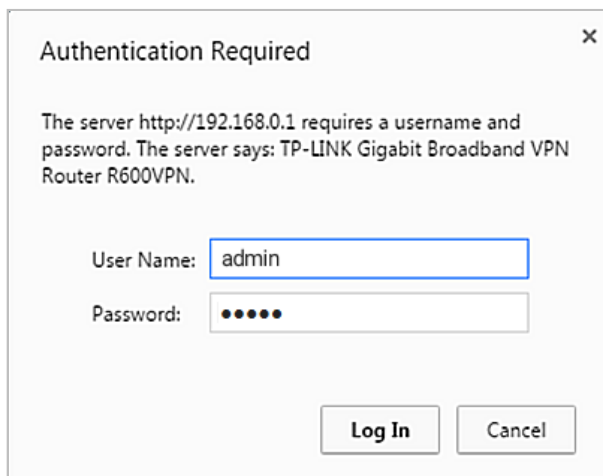 Authentication Required
The server http://192.168.0.1 requires a username and
password. The server says: TP-LINK Gigabit Broadband VPN
Router R600VPN.
User Name: admin
Password: •••••
Log In Cancel